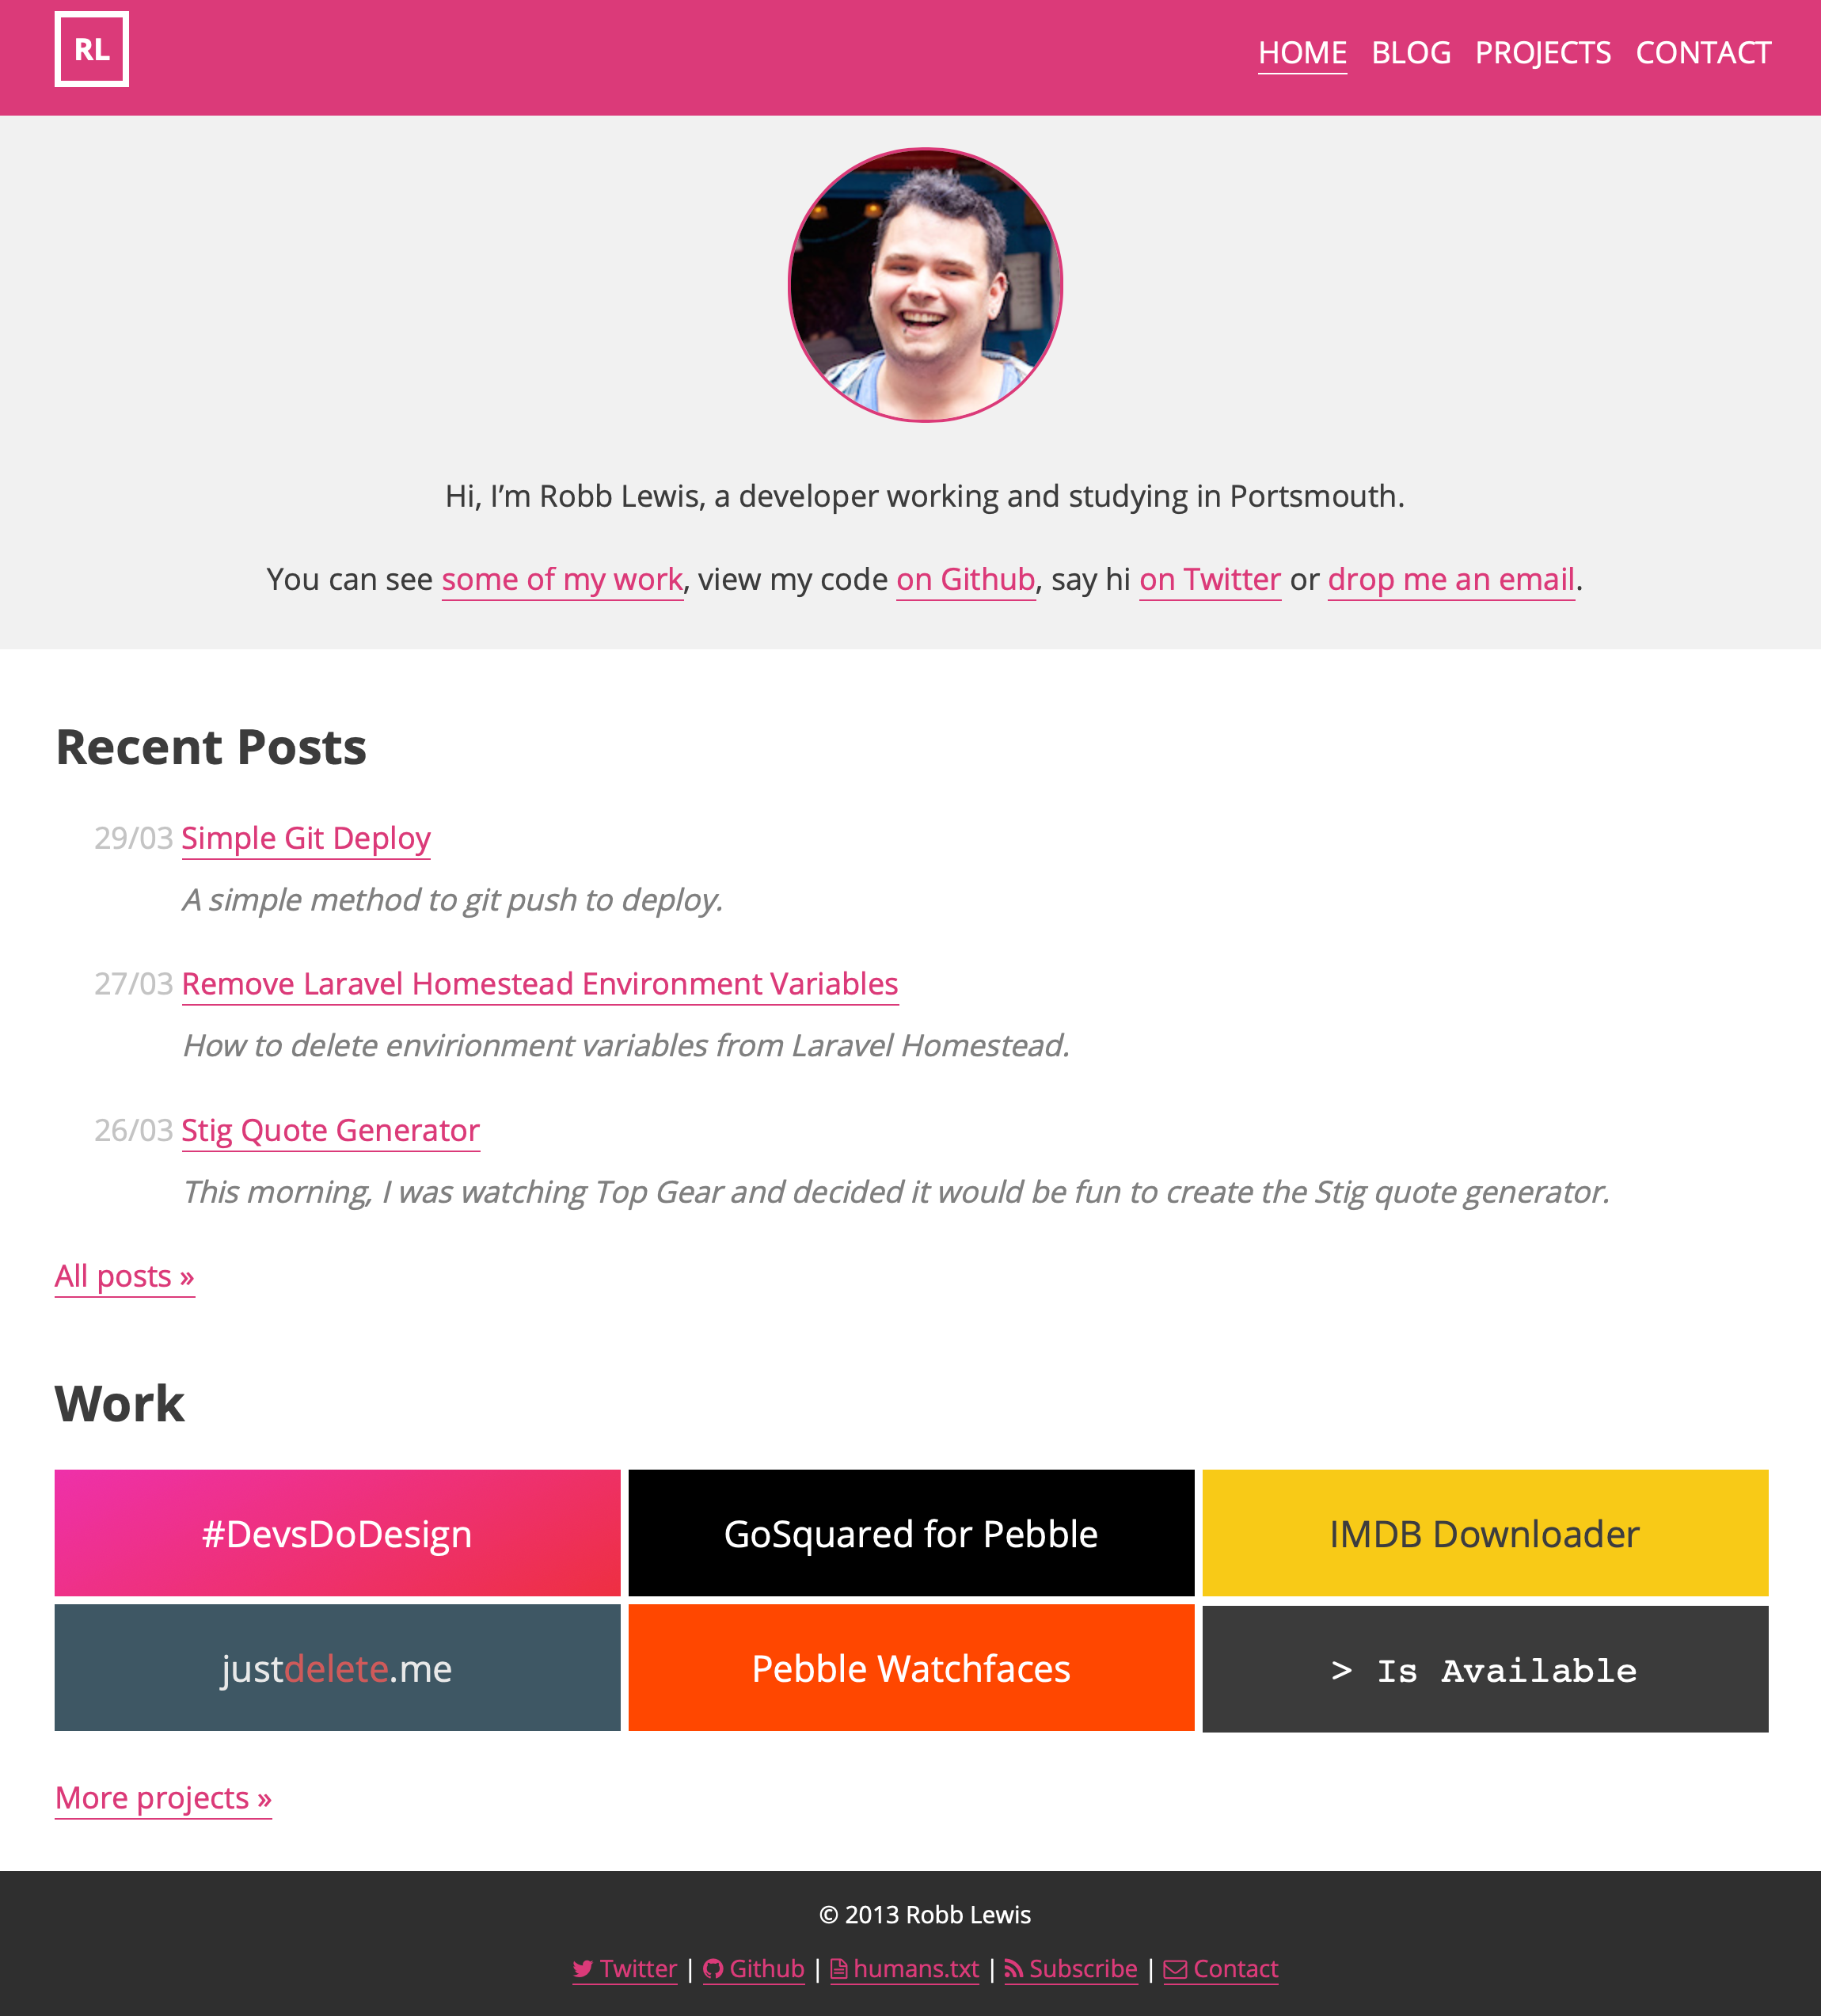 RL
HOME BLOG PROJECTS CONTACT
Hi, I’m Robb Lewis, a developer working and studying in Portsmouth.
You can see some of my work, view my code on Github, say hi on Twitter or drop me an email.
Recent Posts
29/03 Simple Git Deploy
A simple method to git push to deploy.
27/03 Remove Laravel Homestead Environment Variables
How to delete envirionment variables from Laravel Homestead.
26/03 Stig Quote Generator
This morning, I was watching Top Gear and decided it would be fun to create the Stig quote generator.
All posts »
Work
#DevsDoDesign
GoSquared for Pebble
IMDB Downloader
justdelete.me
Pebble Watchfaces
> Is Available
More projects »
© 2013 Robb Lewis
Twitter | Github | humans.txt | Subscribe | Contact